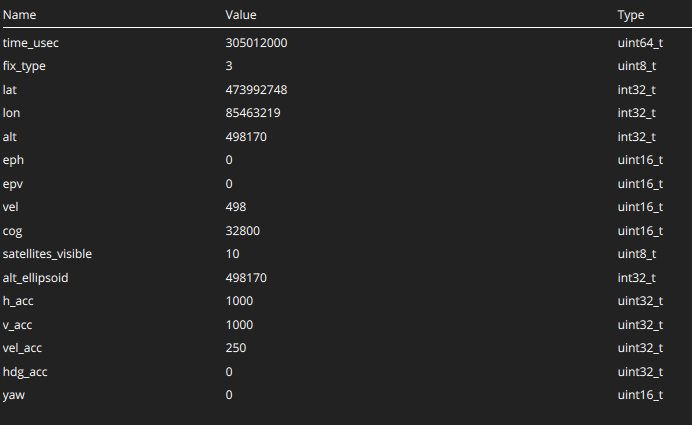 Name Value Type
time_usec 305012000 uint64_t
fix_type 3 uint8_t
lat 473992748 int32_t
lon 85463219 int32_t
alt 498170 int32_t
eph 0 uint16_t
epv 0 uint16_t
vel 498 uint16_t
cog 32800 uint16_t
satellites_visible 10 uint8_t
alt_ellipsoid 498170 int32_t
h_acc 1000 uint32_t
v_acc 1000 uint32_t
vel_acc 250 uint32_t
hdg_acc 0 uint32_t
yaw 0 uint16_t